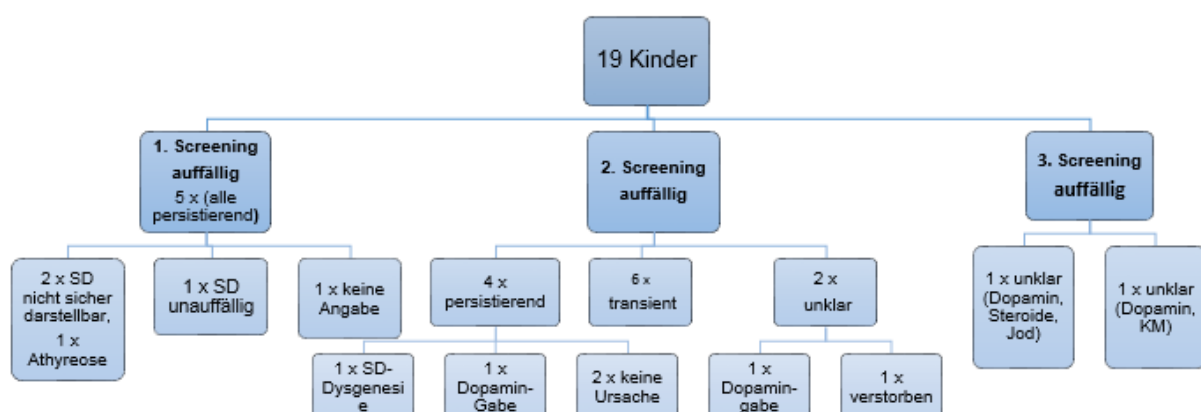 19 Kinder
1. Screening
auffällig
5 x (alle
persistierend)
2. Screening
auffällig
3. Screening
auffällig
2 x SD
nicht sicher
darstellbar,
1 x
Athyreose
1 x SD
unauffällig
1 x keine
Angabe
4 x
persistierend
6 x
transient
2 x
unklar
1 x unklar
(Dopamin,
Steroide,
Jod)
1 x unklar
(Dopamin,
KM)
1 x SD-
Dysgenesi
e
1 x
Dopamin-
Gabe
2 x keine
Ursache
1 x
Dopamin-
gabe
1 x
verstorben